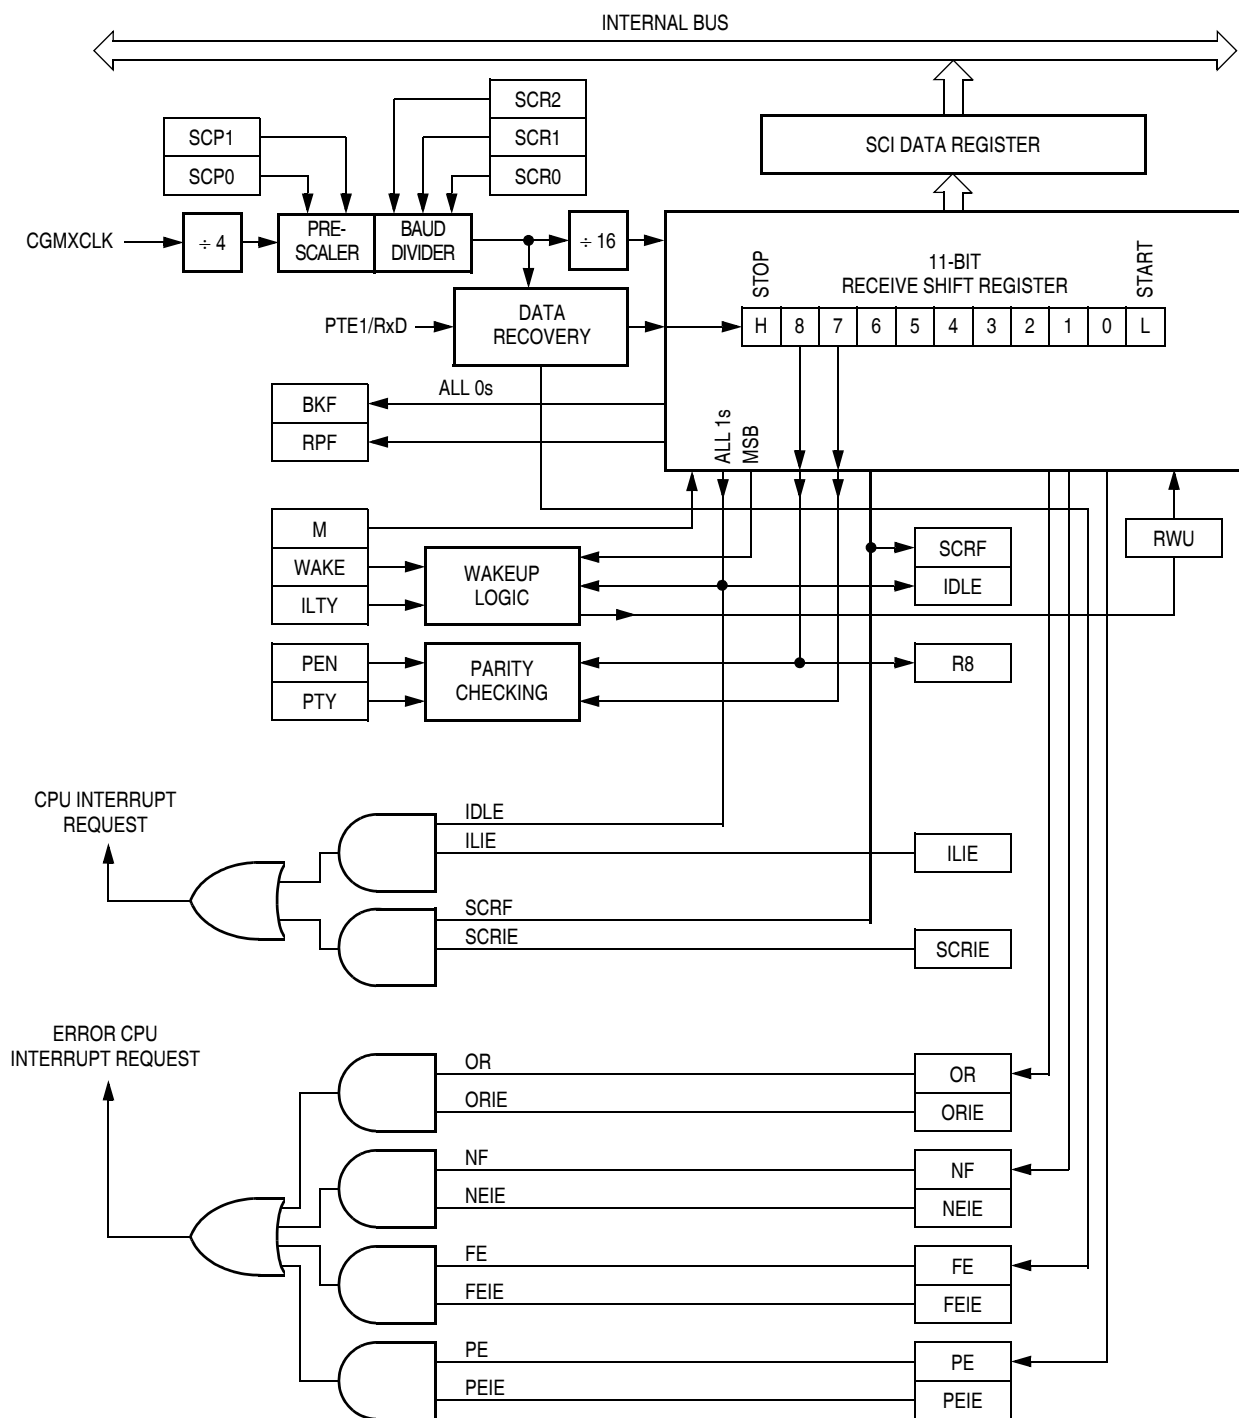 INTERNAL BUS
SCR2
SCR1
SCR0
SCP1
SCP0
SCI DATA REGISTER
CGMXCLK
÷ 4
PRE-
SCALER
BAUD
DIVIDER
÷ 16
STOP
11-BIT
RECEIVE SHIFT REGISTER
START
H 8 7 6 5 4 3 2 1 0 L
PTE1/RxD
DATA
RECOVERY
ALL 0s
BKF
RPF
ALL 1s
MSB
M
WAKE
ILTY
WAKEUP
LOGIC
SCRF
IDLE
RWU
PEN
PTY
PARITY
CHECKING
R8
CPU INTERRUPT
REQUEST
IDLE
ILIE
ILIE
SCRF
SCRIE
SCRIE
ERROR CPU
INTERRUPT REQUEST
OR
OR
ORIE
ORIE
NF
NF
NEIE
NEIE
FE
FE
FEIE
FEIE
PE
PE
PEIE
PEIE